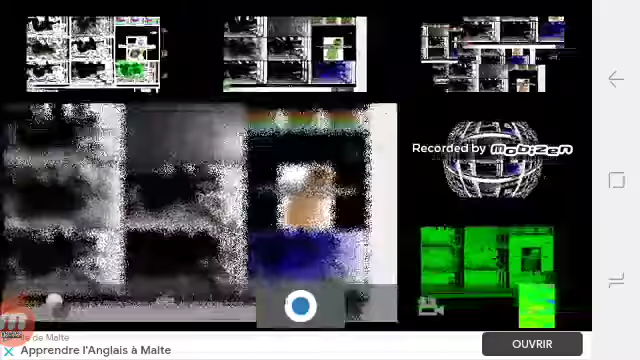 Recorded by mobizen
de Malte
Apprendre l'Anglais à Malte
OUVRIR